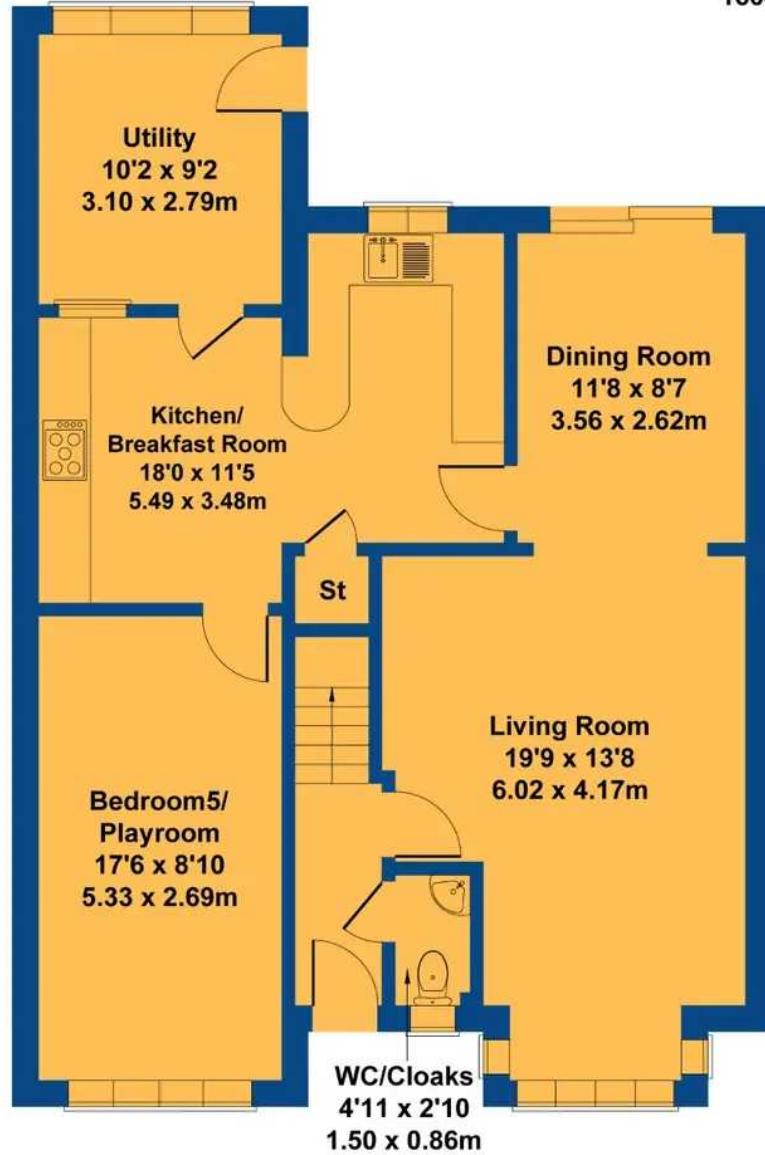 Utility
10'2 x 9'2
3.10 x 2.79m
Dining Room
11'8 x 8'7
3.56 x 2.62m
Kitchen/
Breakfast Room
18'0 x 11'5
5.49 x 3.48m
St
Living Room
19'9 x 13'8
6.02 x 4.17m
Bedroom5/
Playroom
17'6 x 8'10
5.33 x 2.69m
WC/Cloaks
4'11 x 2'10
1.50 x 0.86m